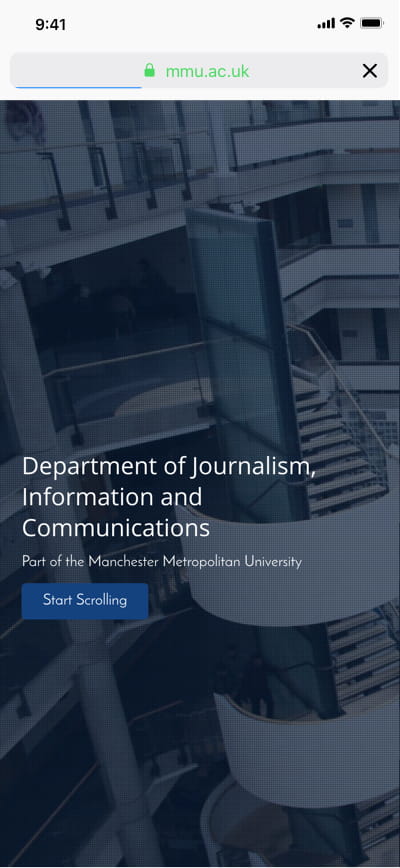 9:41
mmu.ac.uk
Department of Journalism,
Information and
Communications
Part of the Manchester Metropolitan University
Start Scrolling